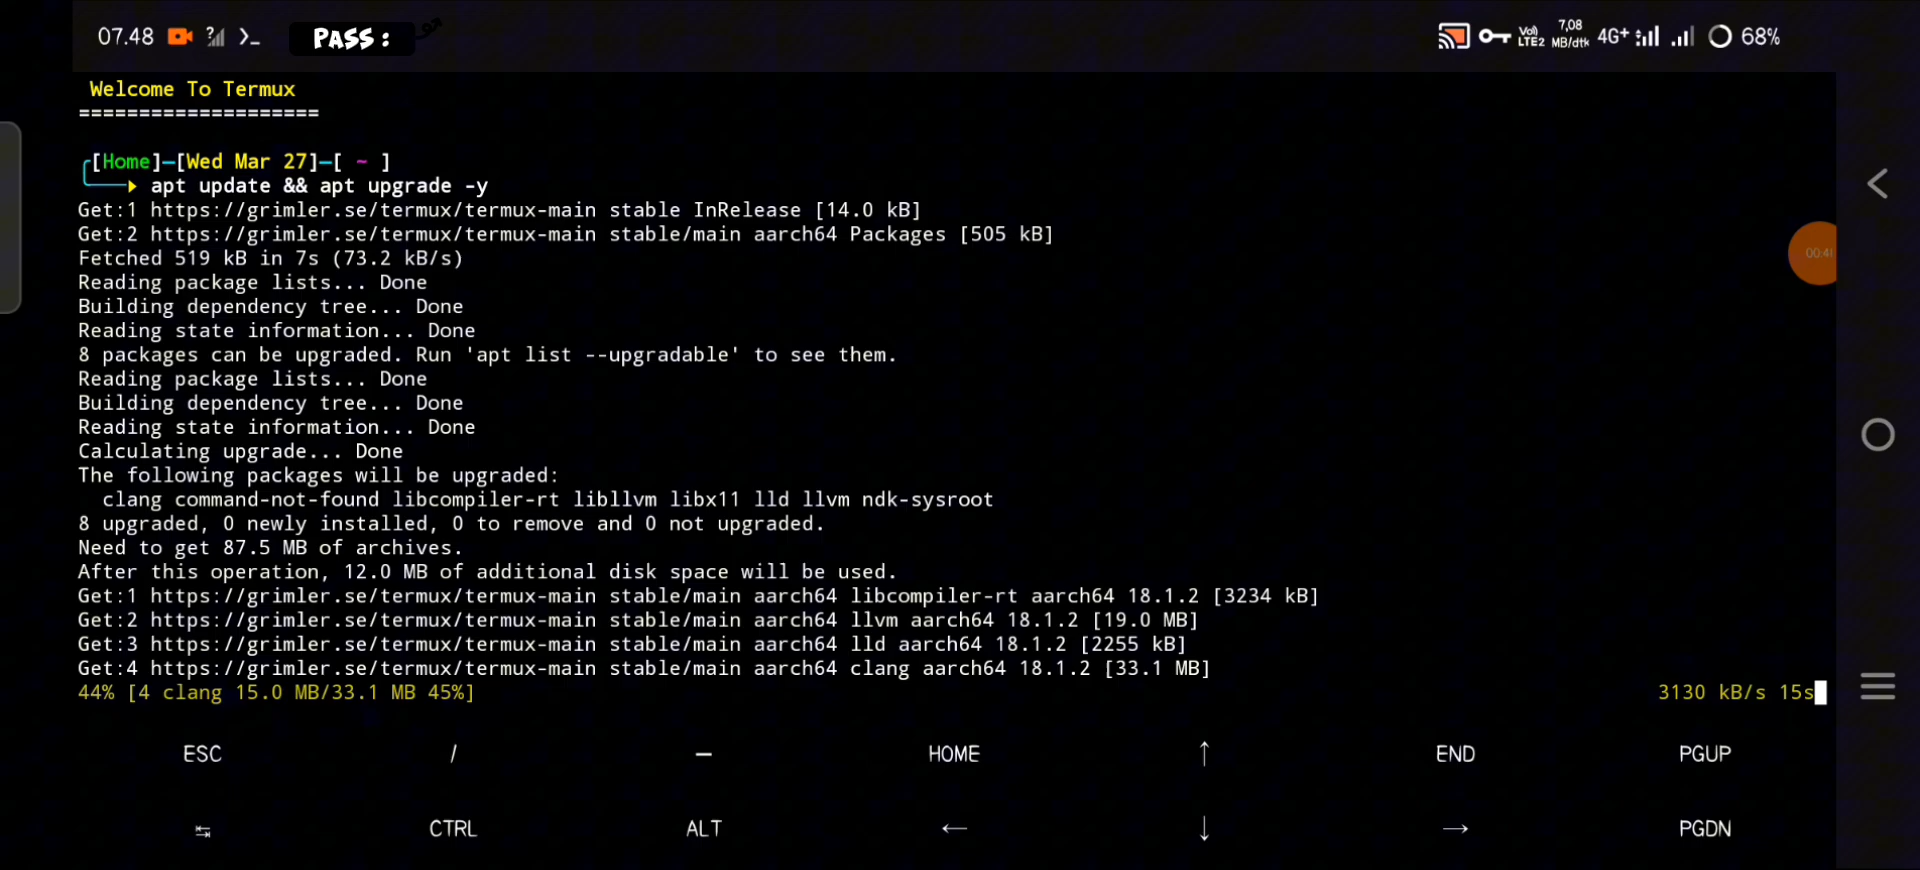 07.48 PASS : VoD LTE2 7,08 MB/dtk 4G+ 68%
Welcome To Termux
====================
[Home]—[Wed Mar 27]—[ ~ ]
apt update && apt upgrade -y
Get:1 https://grimler.se/termux/termux-main stable InRelease [14.0 kB]
Get:2 https://grimler.se/termux/termux-main stable/main aarch64 Packages [505 kB]
Fetched 519 kB in 7s (73.2 kB/s)
Reading package lists... Done
Building dependency tree... Done
Reading state information... Done
8 packages can be upgraded. Run 'apt list --upgradable' to see them.
Reading package lists... Done
Building dependency tree... Done
Reading state information... Done
Calculating upgrade... Done
The following packages will be upgraded:
clang command-not-found libcompiler-rt libllvm libx11 lld llvm ndk-sysroot
8 upgraded, 0 newly installed, 0 to remove and 0 not upgraded.
Need to get 87.5 MB of archives.
After this operation, 12.0 MB of additional disk space will be used.
Get:1 https://grimler.se/termux/termux-main stable/main aarch64 libcompiler-rt aarch64 18.1.2 [3234 kB]
Get:2 https://grimler.se/termux/termux-main stable/main aarch64 llvm aarch64 18.1.2 [19.0 MB]
Get:3 https://grimler.se/termux/termux-main stable/main aarch64 lld aarch64 18.1.2 [2255 kB]
Get:4 https://grimler.se/termux/termux-main stable/main aarch64 clang aarch64 18.1.2 [33.1 MB]
44% [4 clang 15.0 MB/33.1 MB 45%] 3130 kB/s 15s
00:41
ESC / — HOME ↑ END PGUP
↹ CTRL ALT ← ↓ → PGDN